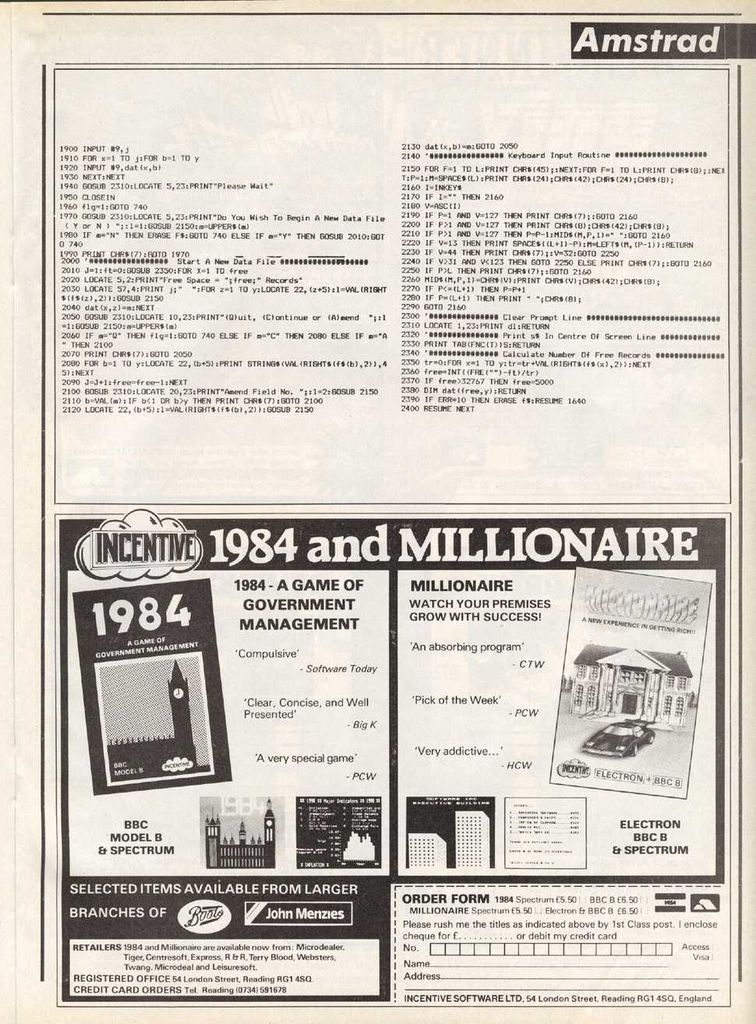 Amstrad
1900 INPUT #9,j
1910 FOR x=1 TO j:FOR b=1 TO y
1920 INPUT #9,dat(x,b)
1930 NEXT:NEXT
1940 GOSUB 2310:LOCATE 5,23:PRINT"Please Wait"
1950 CLOSEIN
1960 flg=1:GOTO 740
1970 GOSUB 2310:LOCATE 5,23:PRINT"Do You Wish To Begin A New Data File
( Y or N ) ";:l=1:GOSUB 2150:m=UPPER$(m)
1980 IF m="N" THEN ERASE F$:GOTO 740 ELSE IF m="Y" THEN GOSUB 2010:GOT
O 740
1990 PRINT CHR$(7):GOTO 1970
2000 '################ Start A New Data File ##################
2010 J=1:ft=0:GOSUB 2350:FOR X=1 TO free
2020 LOCATE 5,2:PRINT"Free Space = ";free;" Records"
2030 LOCATE 57,4:PRINT j;"  ":FOR z=1 TO y:LOCATE 22,(z+5):l=VAL(RIGHT
$(f$(z),2)):GOSUB 2150
2040 dat(x,z)=m:NEXT
2050 GOSUB 2310:LOCATE 10,23:PRINT"(Q)uit, (C)ontinue or (A)mend  ";:l
=1:GOSUB 2150:m=UPPER$(m)
2060 IF m="Q" THEN flg=1:GOTO 740 ELSE IF m="C" THEN 2080 ELSE IF m="A
" THEN 2100
2070 PRINT CHR$(7):GOTO 2050
2080 FOR b=1 TO y:LOCATE 22,(b+5):PRINT STRING$(VAL(RIGHT$(f$(b),2)),4
5):NEXT
2090 J=J+1:free=free-1:NEXT
2100 GOSUB 2310:LOCATE 20,23:PRINT"Amend Field No. ";:l=2:GOSUB 2150
2110 b=VAL(m):IF b<1 OR b>y THEN PRINT CHR$(7):GOTO 2100
2120 LOCATE 22,(b+5):l=VAL(RIGHT$(f$(b),2)):GOSUB 2150
2130 dat(x,b)=m:GOTO 2050
2140 '################ Keyboard Input Routine ###################
2150 FOR F=1 TO L:PRINT CHR$(45);:NEXT:FOR F=1 TO L:PRINT CHR$(8);:NEX
T:P=1:M=SPACE$(L):PRINT CHR$(24);CHR$(42);CHR$(24);CHR$(8);
2160 I=INKEY$
2170 IF I="" THEN 2160
2180 V=ASC(I)
2190 IF P=1 AND V=127 THEN PRINT CHR$(7);:GOTO 2160
2200 IF P>1 AND V=127 THEN PRINT CHR$(8);CHR$(42);CHR$(8);
2210 IF P>1 AND V=127 THEN P=P-1:MID$(M,P,1)=" ":GOTO 2160
2220 IF V=13 THEN PRINT SPACE$((L+1)-P);:M=LEFT$(M,(P-1)):RETURN
2230 IF V=44 THEN PRINT CHR$(7);:V=32:GOTO 2250
2240 IF V>31 AND V<123 THEN GOTO 2250 ELSE PRINT CHR$(7);:GOTO 2160
2250 IF P>L THEN PRINT CHR$(7);:GOTO 2160
2260 MID$(M,P,1)=CHR$(V):PRINT CHR$(V);CHR$(42);CHR$(8);
2270 IF P<=(L+1) THEN P=P+1
2280 IF P=(L+1) THEN PRINT " ";CHR$(8);
2290 GOTO 2160
2300 '################ Clear Prompt Line ########################
2310 LOCATE 1,23:PRINT dl:RETURN
2320 '################ Print s$ In Centre Of Screen Line ##########
2330 PRINT TAB(FNC(T))S:RETURN
2340 '################ Calculate Number Of Free Records ##############
2350 tr=0:FOR x=1 TO y:tr=tr+VAL(RIGHT$(f$(x),2)):NEXT
2360 free=INT((FRE("")-ft)/tr)
2370 IF free>32767 THEN free=5000
2380 DIM dat(free,y):RETURN
2390 IF ERR=10 THEN ERASE f$:RESUME 1640
2400 RESUME NEXT
INCENTIVE
1984 and MILLIONAIRE
1984
A GAME OF
GOVERNMENT MANAGEMENT
BBC
MODEL B
INCENTIVE
1984 - A GAME OF
GOVERNMENT
MANAGEMENT
'Compulsive'
- Software Today
'Clear, Concise, and Well
Presented'
- Big K
'A very special game'
- PCW
BBC
MODEL B
& SPECTRUM
1984
MILLIONAIRE
WATCH YOUR PREMISES
GROW WITH SUCCESS!
'An absorbing program'
- CTW
'Pick of the Week'
- PCW
'Very addictive...'
- HCW
MILLIONAIRE
A NEW EXPERIENCE IN GETTING RICH!!
INCENTIVE
ELECTRON + BBC B
ELECTRON
BBC B
& SPECTRUM
SELECTED ITEMS AVAILABLE FROM LARGER
BRANCHES OF Boots John Menzies
RETAILERS 1984 and Millionaire are available now from: Microdealer,
Tiger, Centresoft, Express, R & R, Terry Blood, Websters,
Twang, Microdeal and Leisuresoft.
REGISTERED OFFICE 54 London Street, Reading RG1 4SQ.
CREDIT CARD ORDERS Tel. Reading (0734) 591678
ORDER FORM 1984 Spectrum £5.50 BBC B £6.50
MILLIONAIRE Spectrum £5.50 Electron & BBC B £6.50
VISA
Please rush me the titles as indicated above by 1st Class post. I enclose
cheque for £.......... or debit my credit card
No.
Access
Visa
Name
Address
INCENTIVE SOFTWARE LTD, 54 London Street, Reading RG1 4SQ, England.